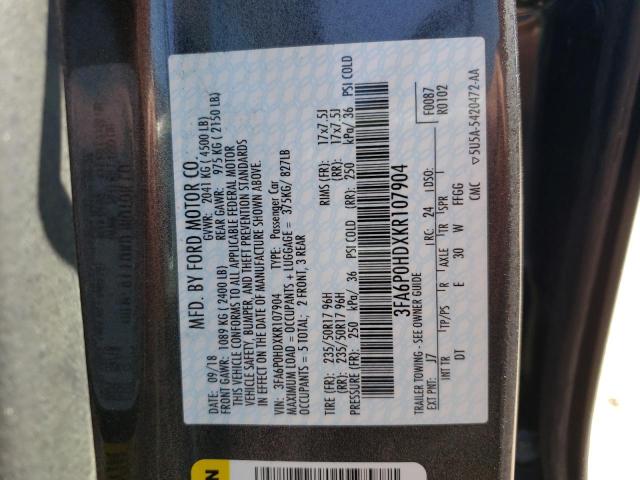 MFD. BY FORD MOTOR CO.
DATE: 09/18 GVWR: 2041 KG ( 4500 LB)
FRONT GAWR: 1089 KG ( 2400 LB) REAR GAWR: 975 KG ( 2150 LB)
THIS VEHICLE CONFORMS TO ALL APPLICABLE FEDERAL MOTOR
VEHICLE SAFETY, BUMPER, AND THEFT PREVENTION STANDARDS
IN EFFECT ON THE DATE OF MANUFACTURE SHOWN ABOVE.
VIN: 3FA6P0HDXKR107904 TYPE: Passenger Car
MAXIMUM LOAD = OCCUPANTS + LUGGAGE = 375KG/ 827LB
OCCUPANTS = 5 TOTAL; 2 FRONT, 3 REAR
TIRE (FR): 235/50R17 96H RIMS (FR): 17x7.5J
(RR): 235/50R17 96H (RR): 17x7.5J
PRESSURE (FR): 250 kPa/ 36 PSI COLD (RR): 250 kPa/ 36 PSI COLD
3FA6P0HDXKR107904
F0087
R0102
TRAILER TOWING - SEE OWNER GUIDE
EXT PNT: J7 RC: 24 DSO:
INT TR TP/PS R AXLE TR SPR
DT E 30 W FFGG
CMC
▽5U5A-5420472-AA